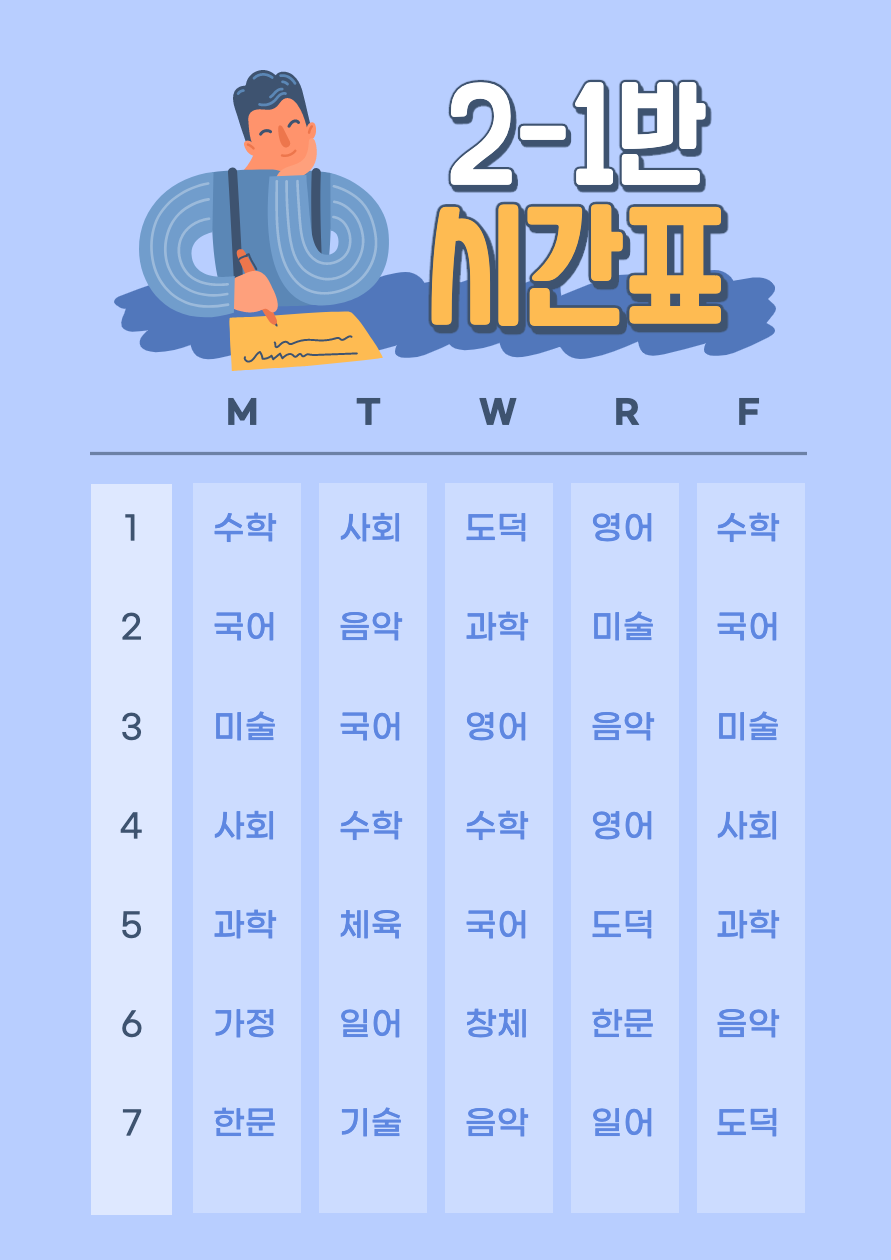 2-1반
시간표
M T W R F
1 수학 사회 도덕 영어 수학
2 국어 음악 과학 미술 국어
3 미술 국어 영어 음악 미술
4 사회 수학 수학 영어 사회
5 과학 체육 국어 도덕 과학
6 가정 일어 창체 한문 음악
7 한문 기술 음악 일어 도덕